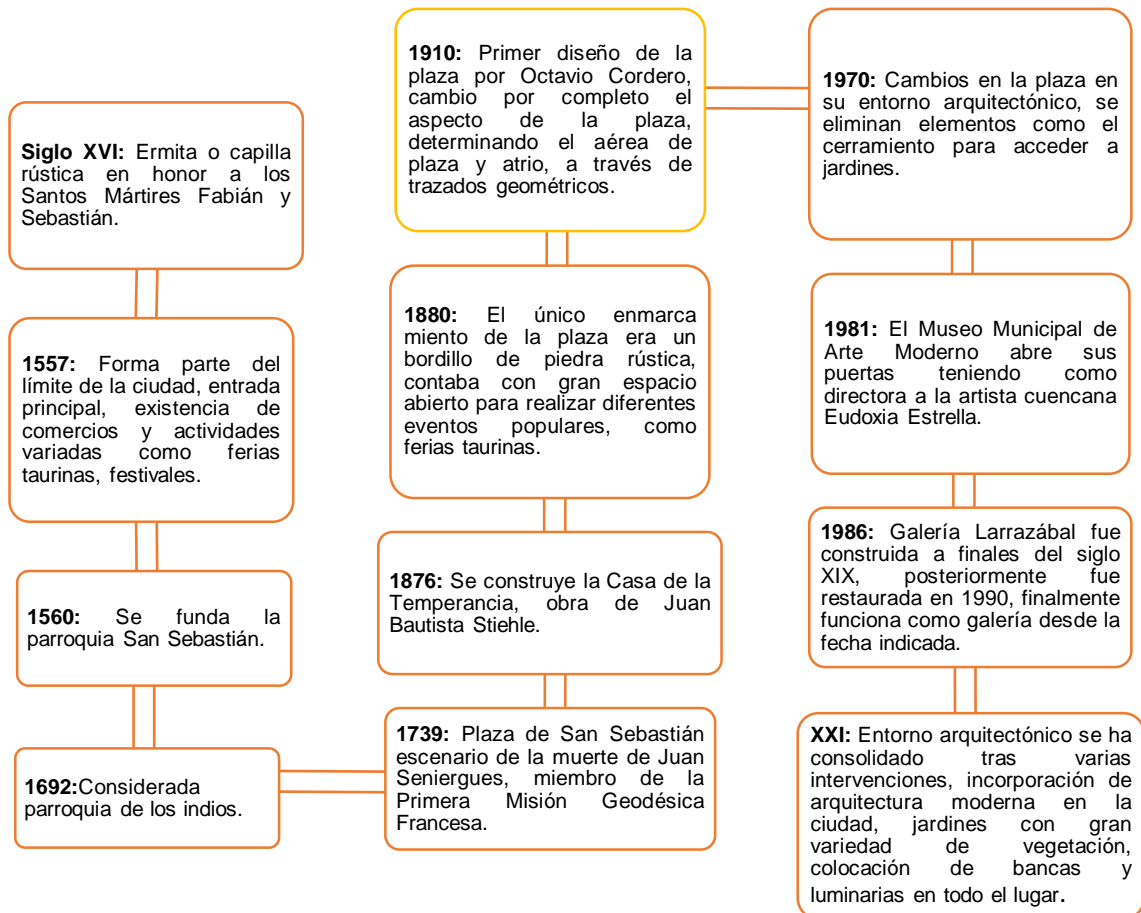 Siglo XVI: Ermita o capilla
rústica en honor a los
Santos Mártires Fabián y
Sebastián.
1557: Forma parte del
límite de la ciudad, entrada
principal, existencia de
comercios y actividades
variadas como ferias
taurinas, festivales.
1560: Se funda la
parroquia San Sebastián.
1692:Considerada
parroquia de los indios.
1739: Plaza de San Sebastián
escenario de la muerte de Juan
Seniergues, miembro de la
Primera Misión Geodésica
Francesa.
1876: Se construye la Casa de la
Temperancia, obra de Juan
Bautista Stiehle.
1880: El único enmarca
miento de la plaza era un
bordillo de piedra rústica,
contaba con gran espacio
abierto para realizar diferentes
eventos populares, como
ferias taurinas.
1910: Primer diseño de la
plaza por Octavio Cordero,
cambio por completo el
aspecto de la plaza,
determinando el aérea de
plaza y atrio, a través de
trazados geométricos.
1970: Cambios en la plaza en
su entorno arquitectónico, se
eliminan elementos como el
cerramiento para acceder a
jardines.
1981: El Museo Municipal de
Arte Moderno abre sus
puertas teniendo como
directora a la artista cuencana
Eudoxia Estrella.
1986: Galería Larrazábal fue
construida a finales del siglo
XIX, posteriormente fue
restaurada en 1990, finalmente
funciona como galería desde la
fecha indicada.
XXI: Entorno arquitectónico se ha
consolidado tras varias
intervenciones, incorporación de
arquitectura moderna en la
ciudad, jardines con gran
variedad de vegetación,
colocación de bancas y
luminarias en todo el lugar.